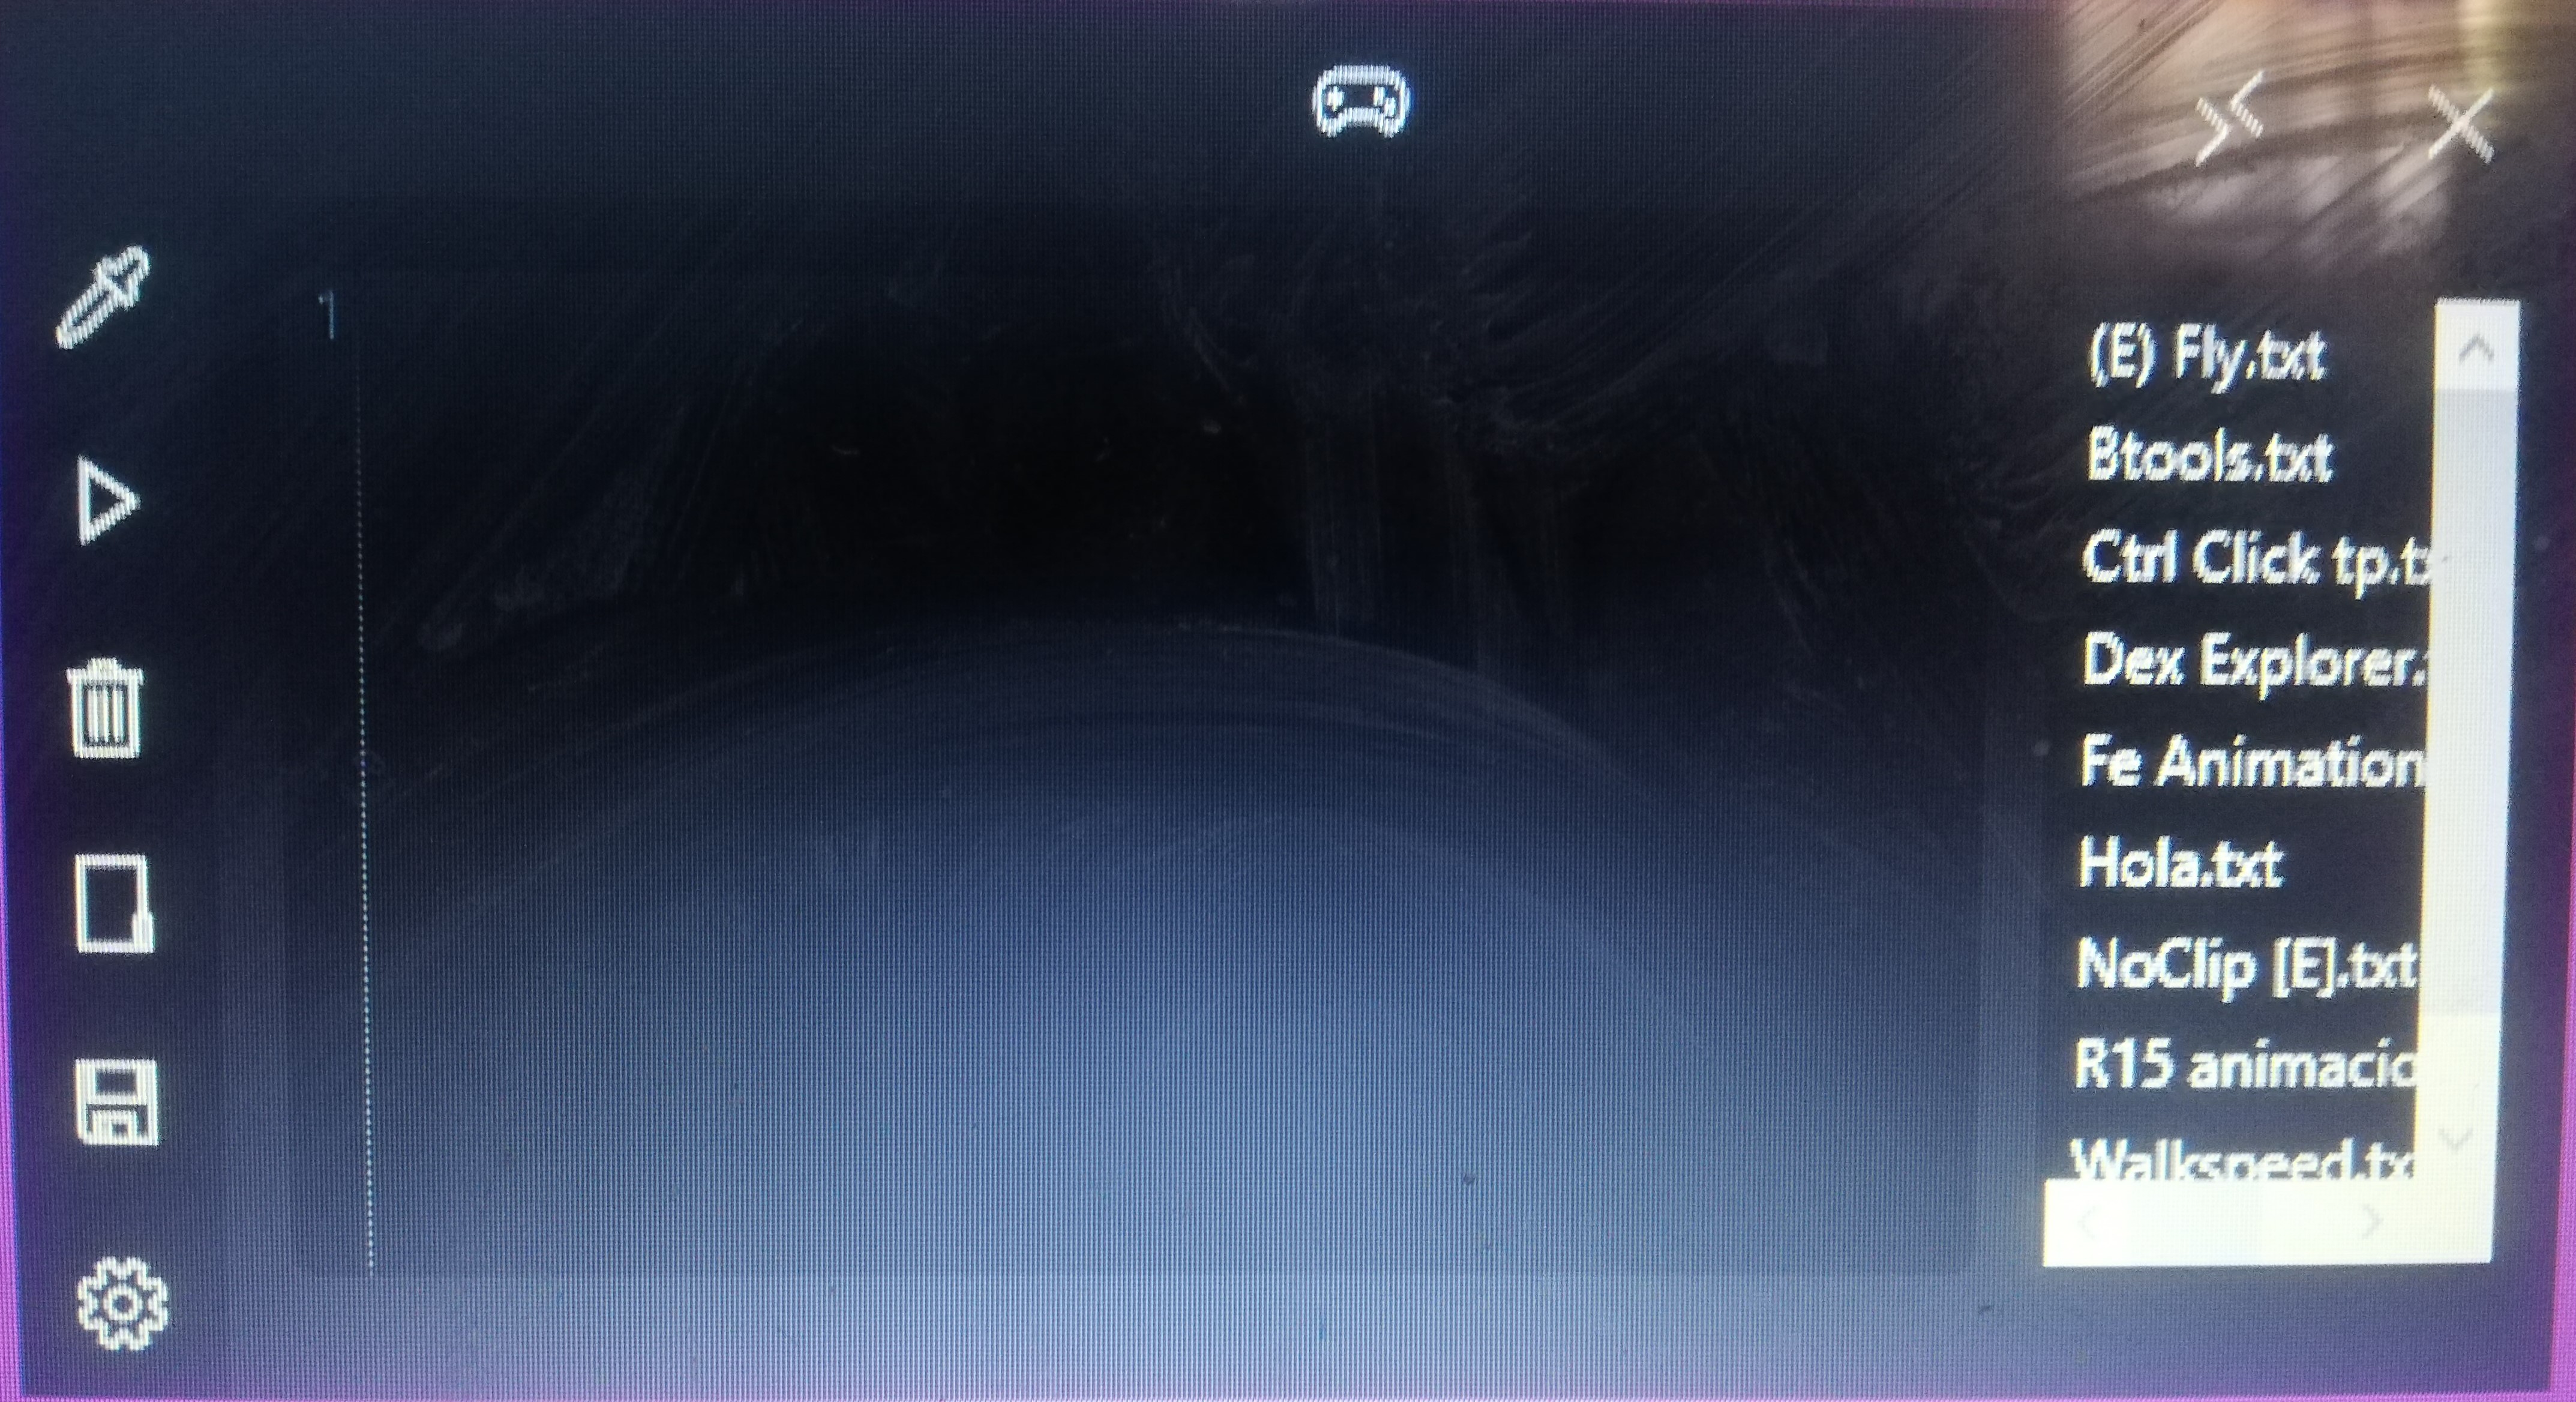 1
(E) Fly.txt
Btools.txt
Ctrl Click tp.t
Dex Explorer.
Fe Animation
Hola.txt
NoClip [E].txt
R15 animacio
Walkspeed.tx